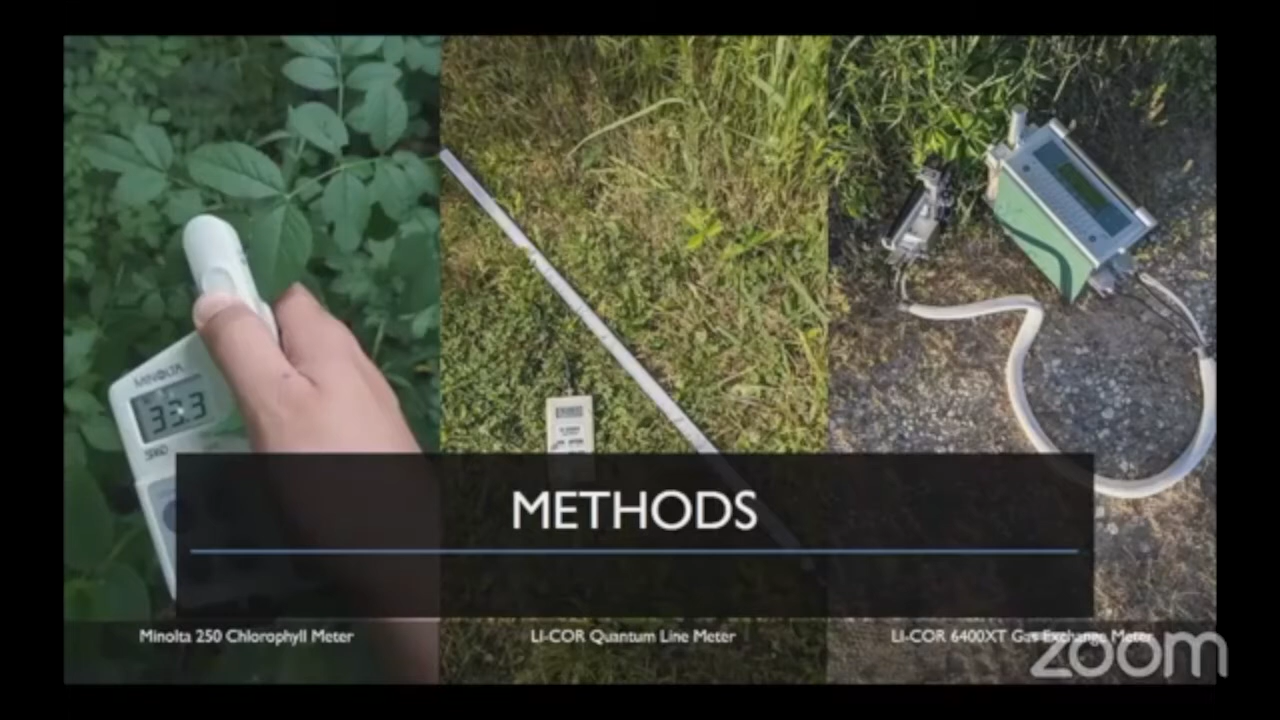 MINOLTA
33.3
METHODS
Minolta 250 Chlorophyll Meter
LI-COR Quantum Line Meter
LI-COR 6400XT Gas Exchange Meter
zoom